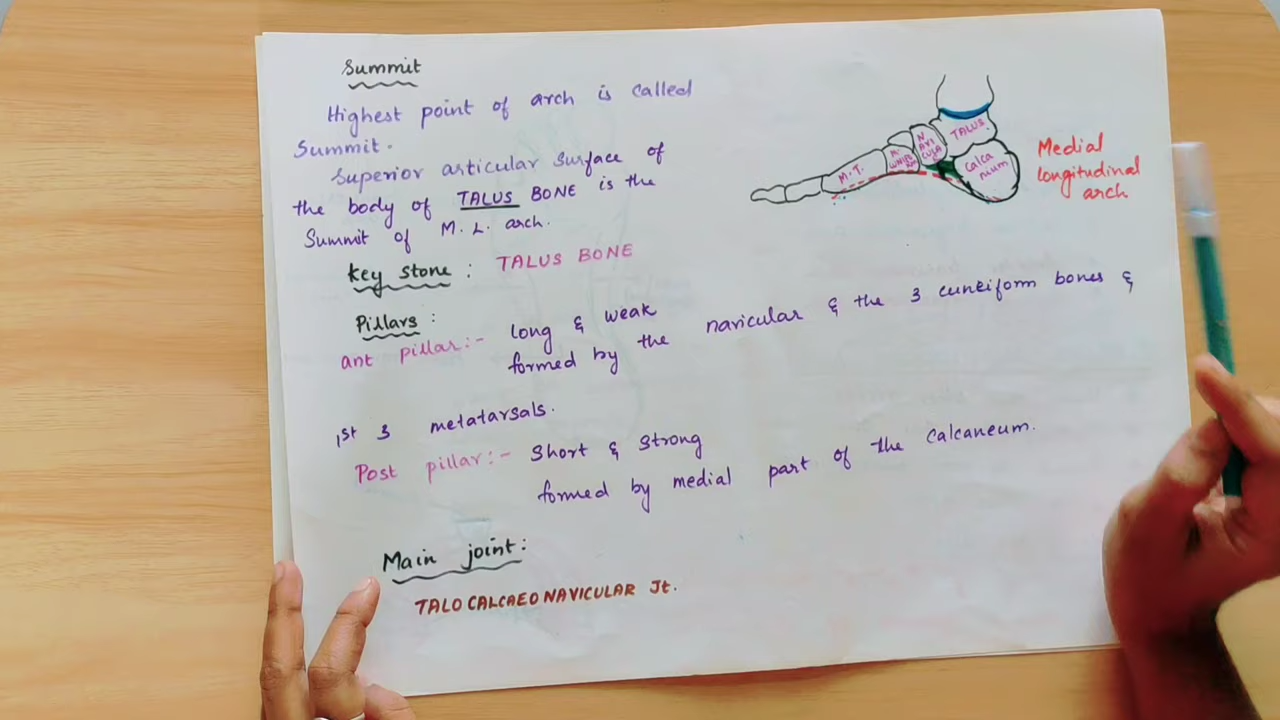 Summit
Highest point of arch is called
Summit.
Superior articular surface of
the body of TALUS BONE is the
Summit of M. L. arch.
Key stone : TALUS BONE
Pillars :
ant pillar:- Long & weak
formed by the navicular & the 3 cuneiform bones &
1st 3 metatarsals.
Post pillar:- Short & strong
formed by medial part of the calcaneum.
Main joint:
TALO CALCAEO NAVICULAR Jt.
TALUS
NAVI
CULA
M.T.
Calca
neum
Medial
longitudinal
arch